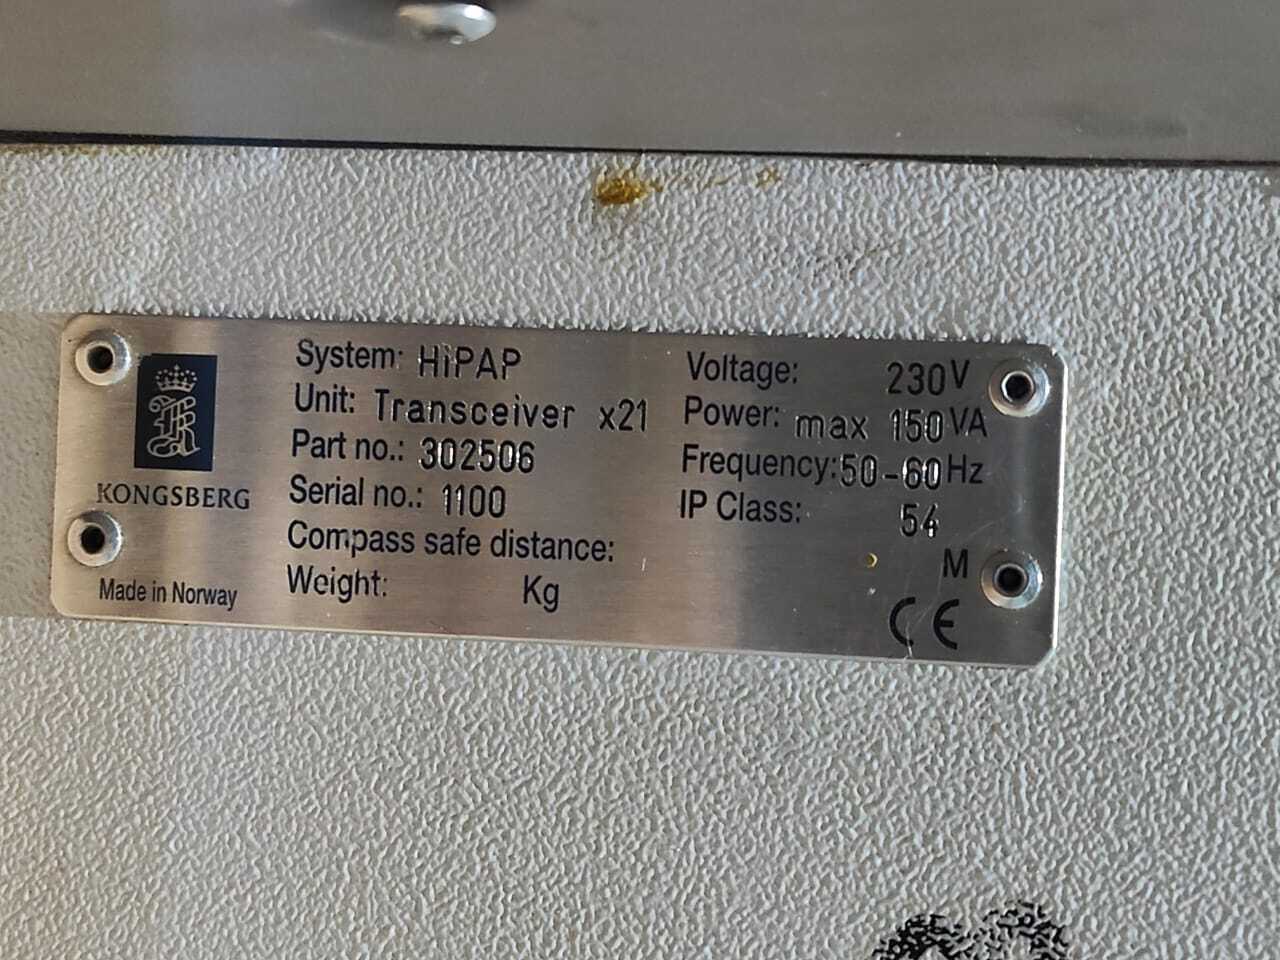 System: HiPAP
Unit: Transceiver x21
Part no.: 302506
Serial no.: 1100
Compass safe distance:
Weight: Kg
Voltage: 230V
Power: max 150VA
Frequency: 50-60Hz
IP Class: 54
M
CE
KONGSBERG
Made in Norway